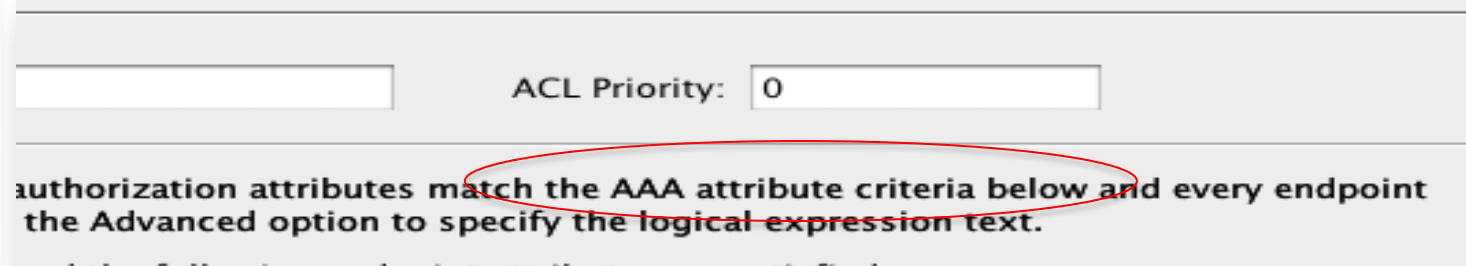 ACL Priority: 0
authorization attributes match the AAA attribute criteria below and every endpoint
the Advanced option to specify the logical expression text.